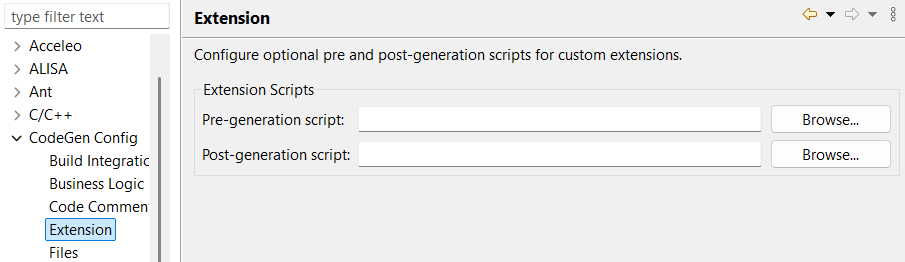 type filter text
Acceleo
ALISA
Ant
C/C++
CodeGen Config
Build Integratio
Business Logic
Code Commen
Extension
Files
Extension
Configure optional pre and post-generation scripts for custom extensions.
Extension Scripts
Pre-generation script: Browse...
Post-generation script: Browse...